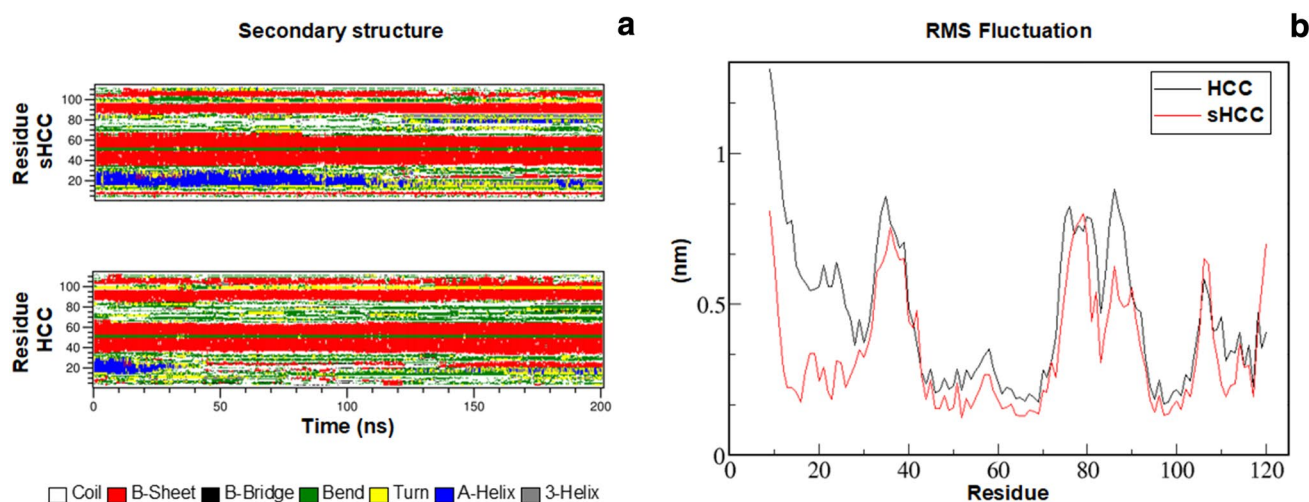 Secondary structure
a
Residue
sHCC
100
80
60
40
20
Residue
HCC
100
80
60
40
20
0 50 100 150 200
Time (ns)
Coil B-Sheet B-Bridge Bend Turn A-Helix 3-Helix
RMS Fluctuation
b
HCC
sHCC
1
(nm)
0.5
0
0 20 40 60 80 100 120
Residue